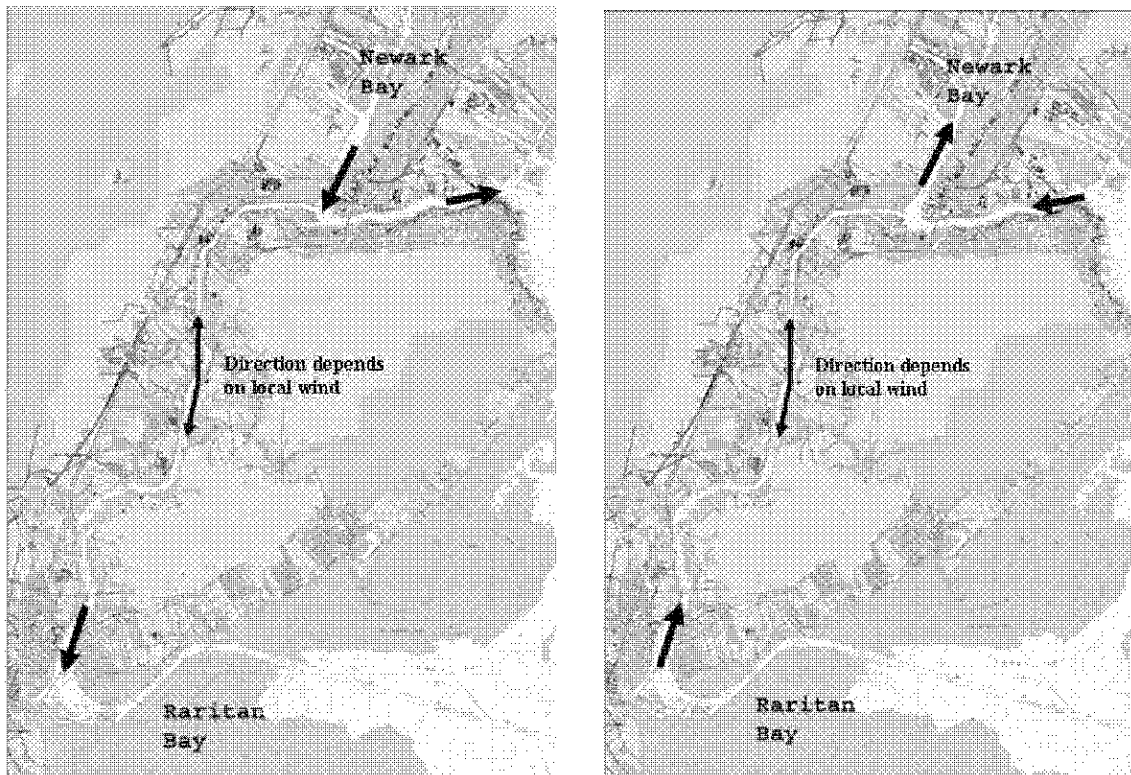 Newark
Bay
Direction depends
on local wind
Raritan
Bay
Newark
Bay
Direction depends
on local wind
Raritan
Bay